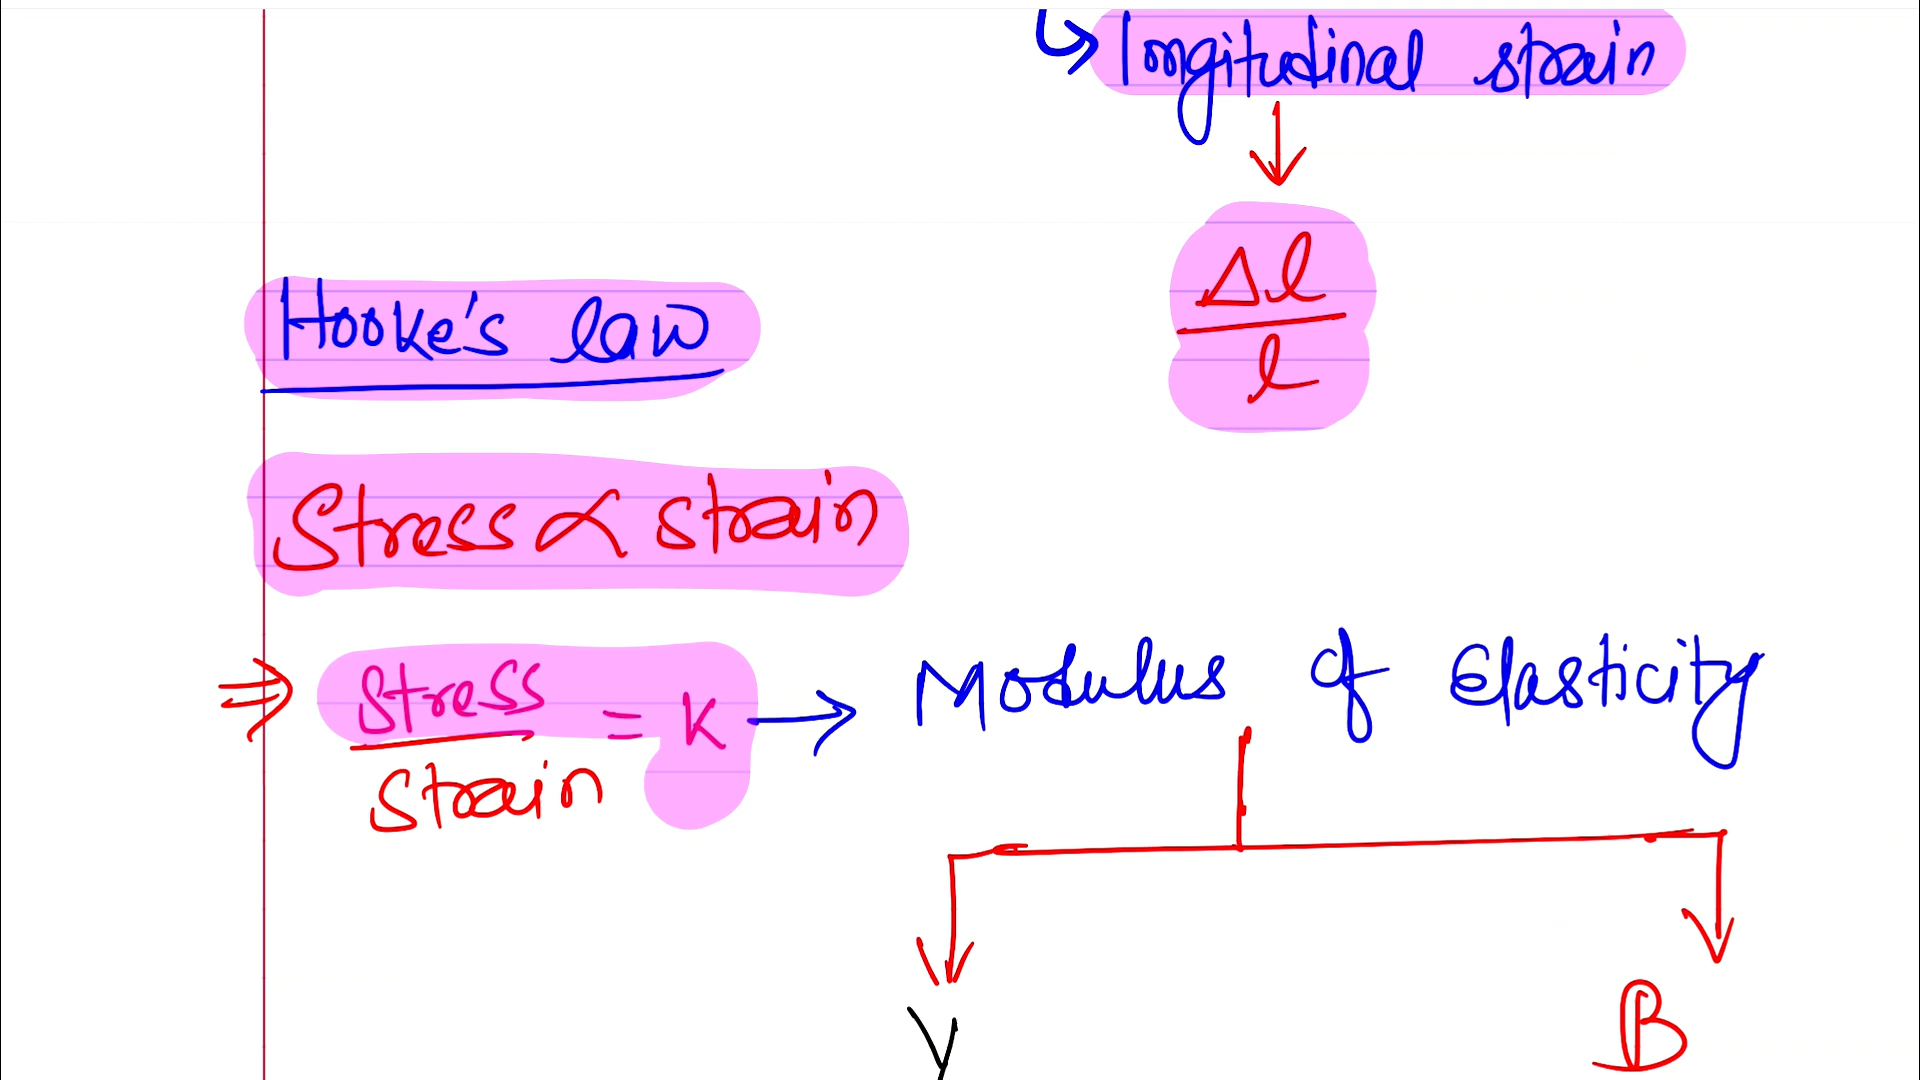 longitudinal strain
Δl
l
Hooke's law
Stress ∝ strain
⇒ Stress = K → Modulus of Elasticity
strain
Y B